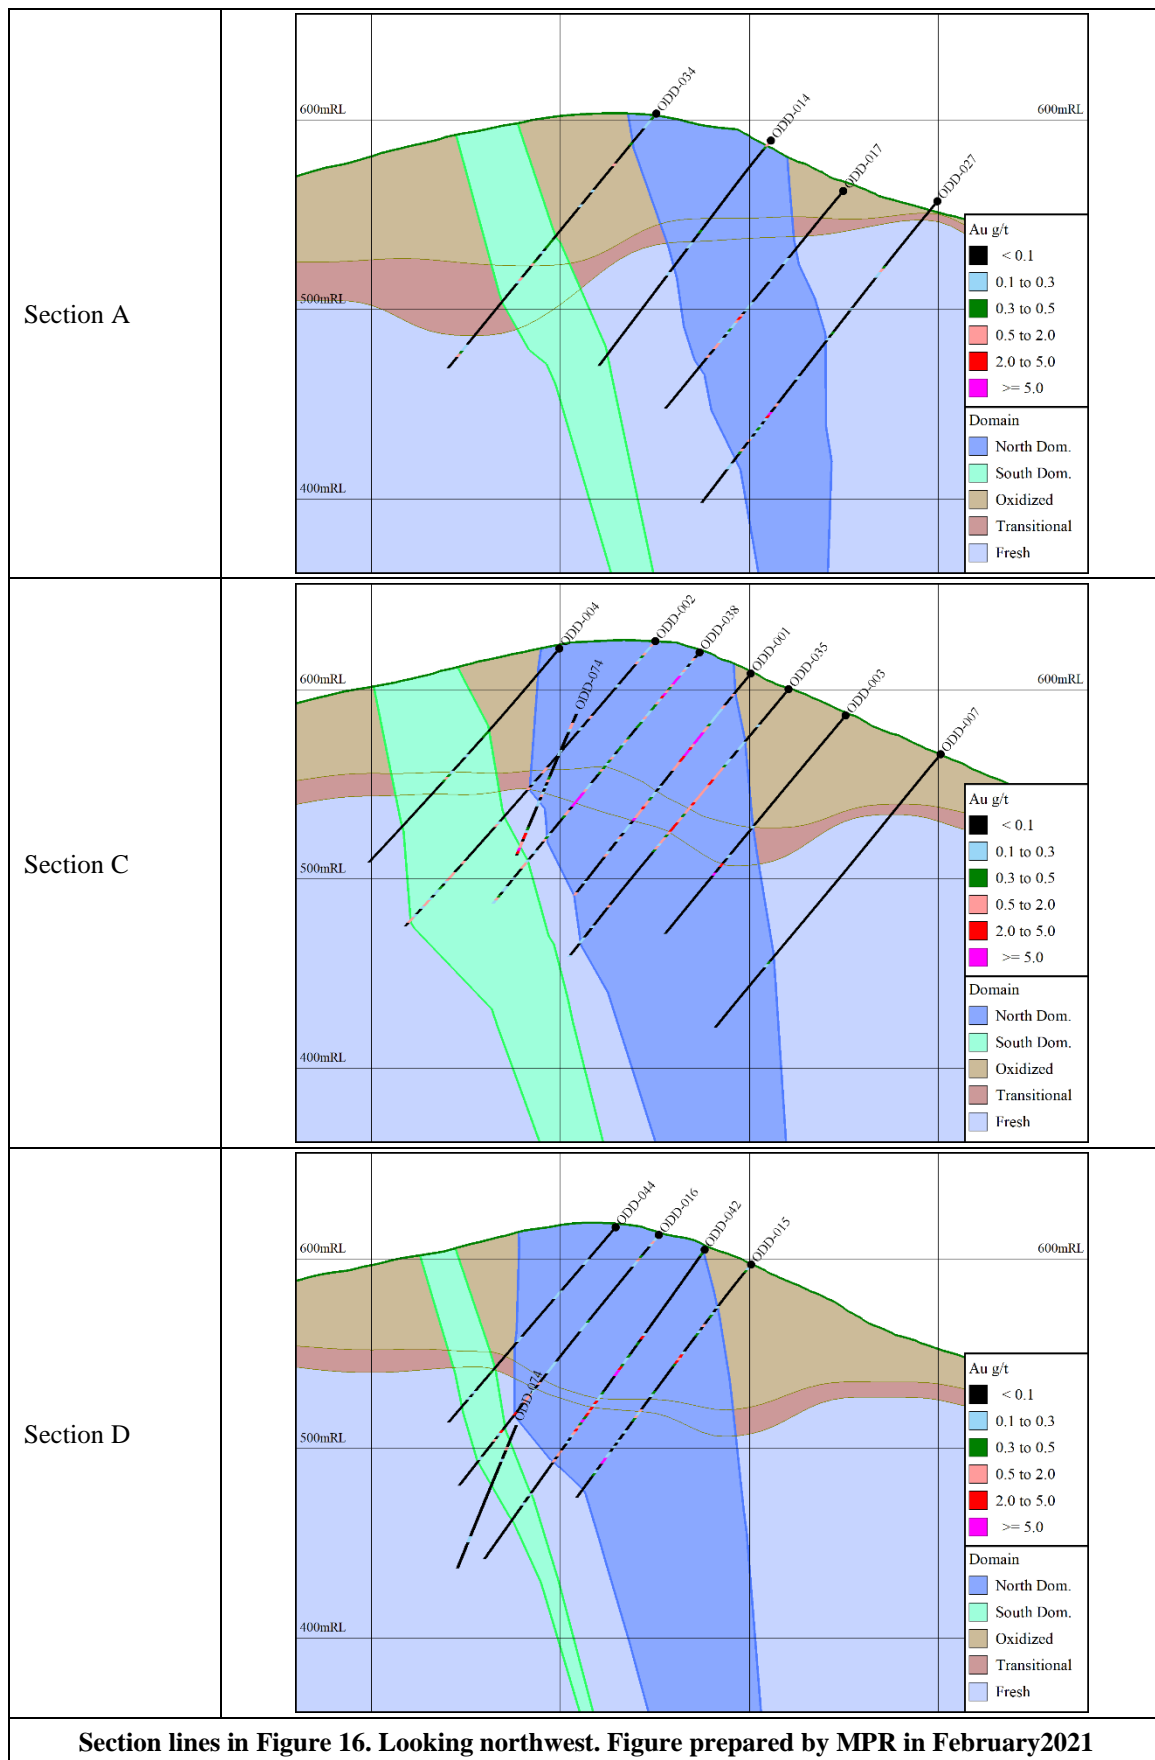 Section A
ODD-034
ODD-014
ODD-017
ODD-027
600mRL
600mRL
500mRL
400mRL
Au g/t
< 0.1
0.1 to 0.3
0.3 to 0.5
0.5 to 2.0
2.0 to 5.0
>= 5.0
Domain
North Dom.
South Dom.
Oxidized
Transitional
Fresh
Section C
ODD-004
ODD-074
ODD-002
ODD-038
ODD-001
ODD-035
ODD-003
ODD-007
600mRL
600mRL
500mRL
400mRL
Au g/t
< 0.1
0.1 to 0.3
0.3 to 0.5
0.5 to 2.0
2.0 to 5.0
>= 5.0
Domain
North Dom.
South Dom.
Oxidized
Transitional
Fresh
Section D
ODD-044
ODD-016
ODD-042
ODD-015
ODD-074
600mRL
600mRL
500mRL
400mRL
Au g/t
< 0.1
0.1 to 0.3
0.3 to 0.5
0.5 to 2.0
2.0 to 5.0
>= 5.0
Domain
North Dom.
South Dom.
Oxidized
Transitional
Fresh
Section lines in Figure 16. Looking northwest. Figure prepared by MPR in February2021